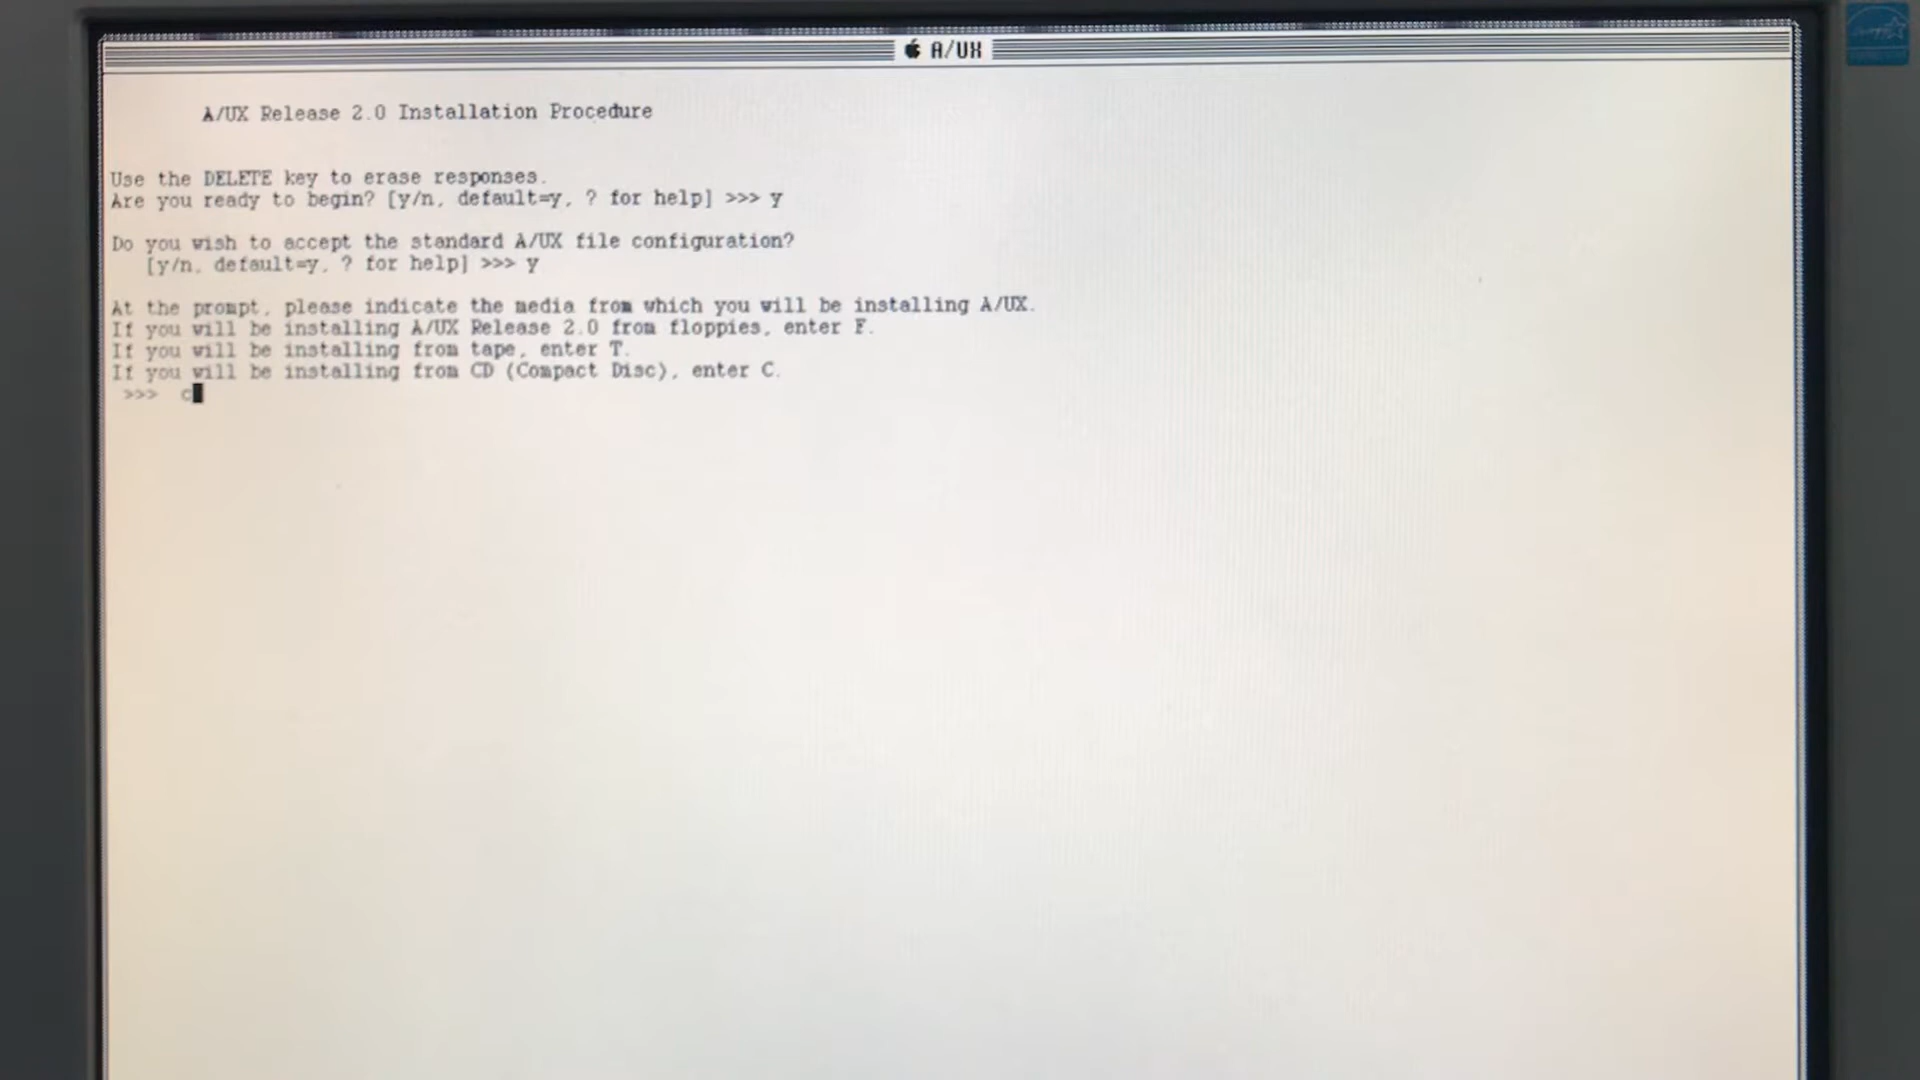 A/UX
A/UX Release 2.0 Installation Procedure
Use the DELETE key to erase responses.
Are you ready to begin? [y/n, default=y, ? for help] >>> y
Do you wish to accept the standard A/UX file configuration?
[y/n, default=y, ? for help] >>> y
At the prompt, please indicate the media from which you will be installing A/UX.
If you will be installing A/UX Release 2.0 from floppies, enter F.
If you will be installing from tape, enter T.
If you will be installing from CD (Compact Disc), enter C.
>>> c